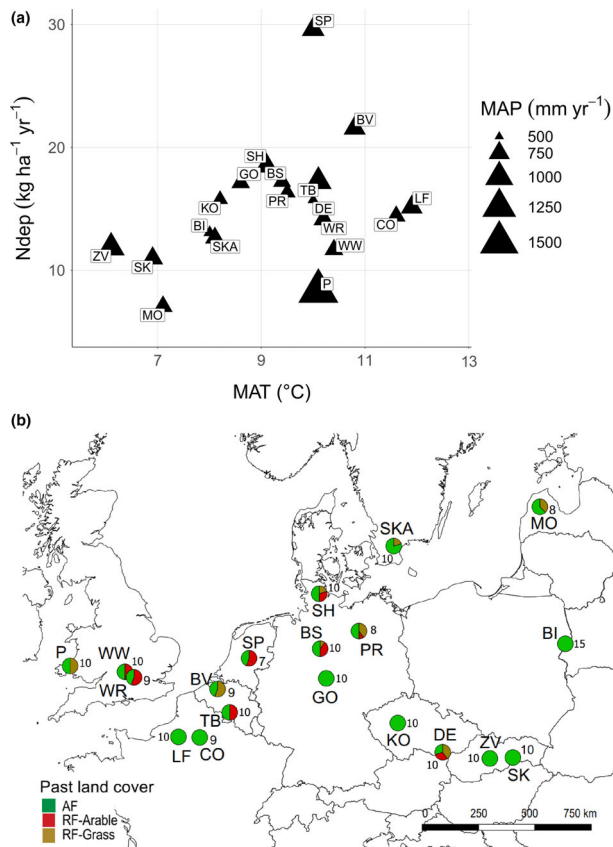 (a)
30
20
10
Ndep (kg ha⁻¹ yr⁻¹)
SP
BV
SH
GO
BS
KO
PR
TB
LF
BI
DE
CO
SKA
WR
ZV
WW
SK
P
MO
7
9
11
13
MAT (°C)
MAP (mm yr⁻¹)
500
750
1000
1250
1500
(b)
MO
8
SKA
10
10
SH
PR
8
BS
10
BI
15
P
10
WW
10
WR
9
SP
7
GO
10
BV
9
TB
10
KO
10
DE
10
ZV
10
SK
10
10
LF
9
CO
Past land cover
AF
RF-Arable
RF-Grass
0
250
500
750 km